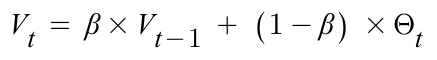 V_t = β × V_{t−1} + (1 − β) × Θ_t